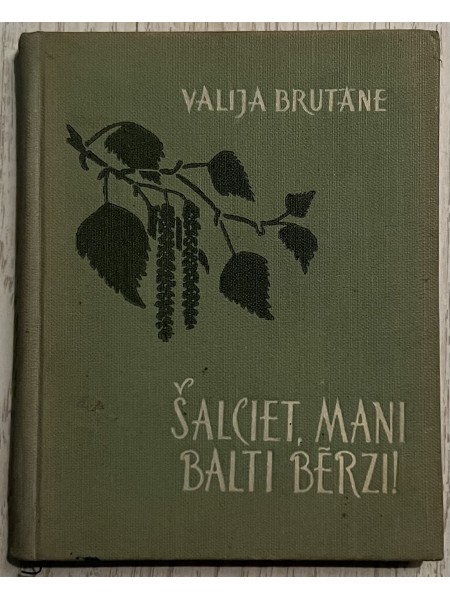 VALIJA BRUTĀNE
ŠALCIET, MANI
BALTI BĒRZI!